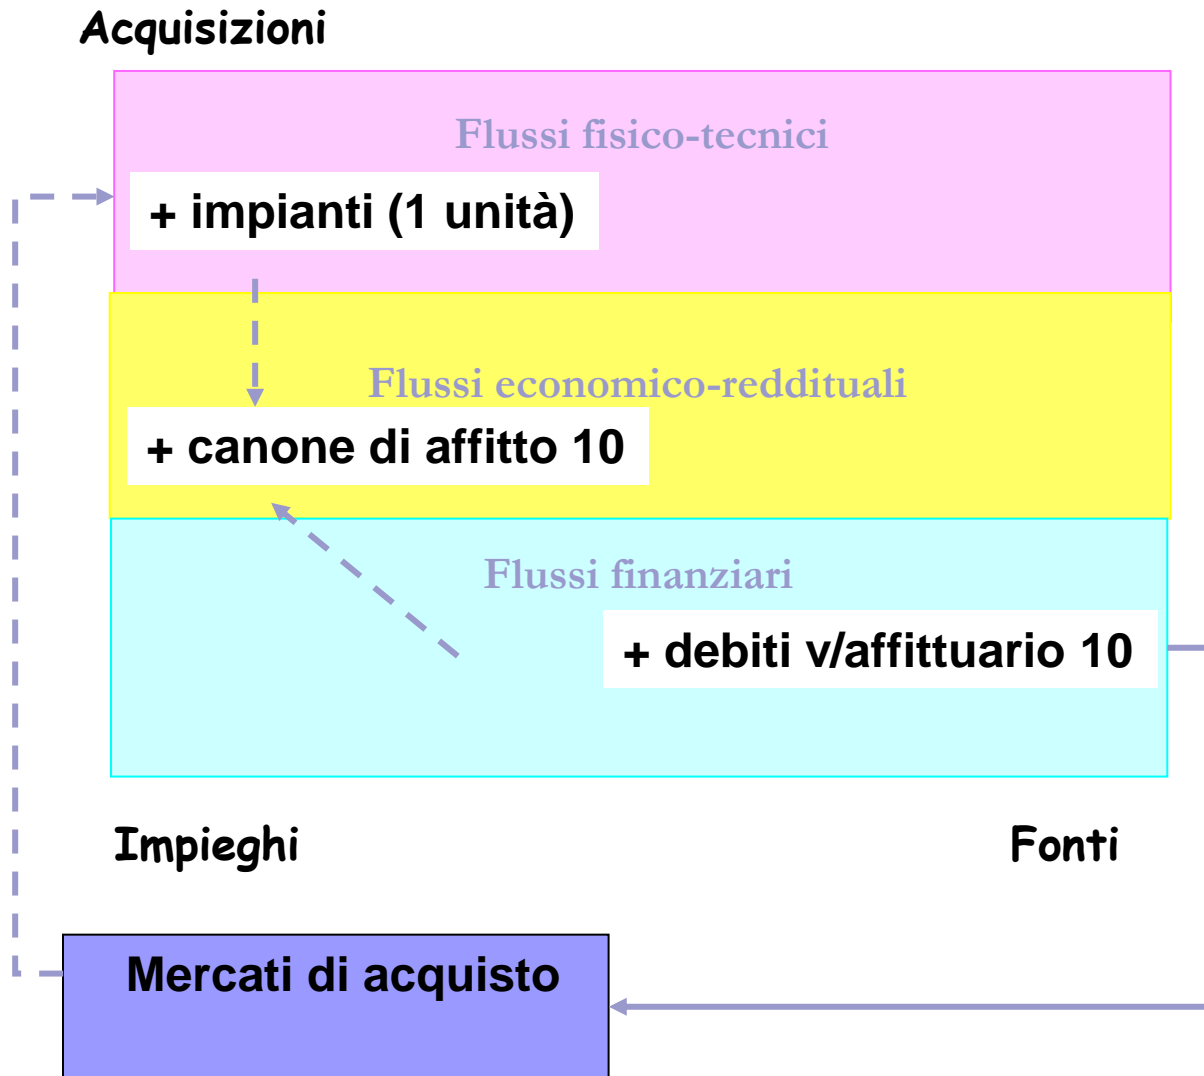 Acquisizioni
Flussi fisico-tecnici
+ impianti (1 unità)
Flussi economico-reddituali
+ canone di affitto 10
Flussi finanziari
+ debiti v/affittuario 10
Impieghi
Fonti
Mercati di acquisto